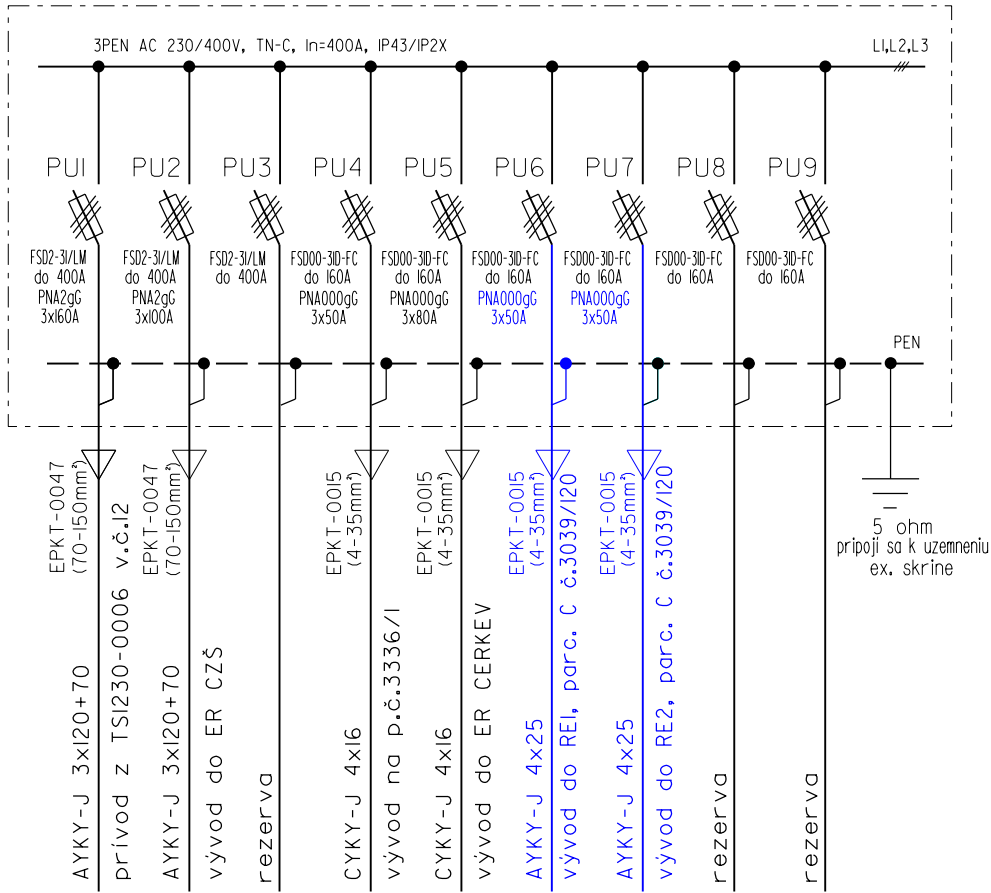 3PEN AC 230/400V, TN-C, In=400A, IP43/IP2X
L1,L2,L3
PU1
PU2
PU3
PU4
PU5
PU6
PU7
PU8
PU9
FSD2-31/LM
do 400A
PNA2gG
3x160A
FSD2-31/LM
do 400A
PNA2gG
3x100A
FSD2-31/LM
do 400A
FSD00-31D-FC
do 160A
PNA000gG
3x50A
FSD00-31D-FC
do 160A
PNA000gG
3x80A
FSD00-31D-FC
do 160A
PNA000gG
3x50A
FSD00-31D-FC
do 160A
PNA000gG
3x50A
FSD00-31D-FC
do 160A
FSD00-31D-FC
do 160A
PEN
EPKT-0047
(70-150mm²)
AYKY-J 3x120+70
prívod z TS1230-0006 v.č.12
EPKT-0047
(70-150mm²)
AYKY-J 3x120+70
vývod do ER CZŠ
rezerva
EPKT-0015
(4-35mm²)
CYKY-J 4x16
vývod na p.č.3336/1
EPKT-0015
(4-35mm²)
CYKY-J 4x16
vývod do ER CERKEV
EPKT-0015
(4-35mm²)
AYKY-J 4x25
vývod do RE1, parc. C č.3039/120
EPKT-0015
(4-35mm²)
AYKY-J 4x25
vývod do RE2, parc. C č.3039/120
rezerva
rezerva
5 ohm
pripojí sa k uzemneniu
ex. skrine